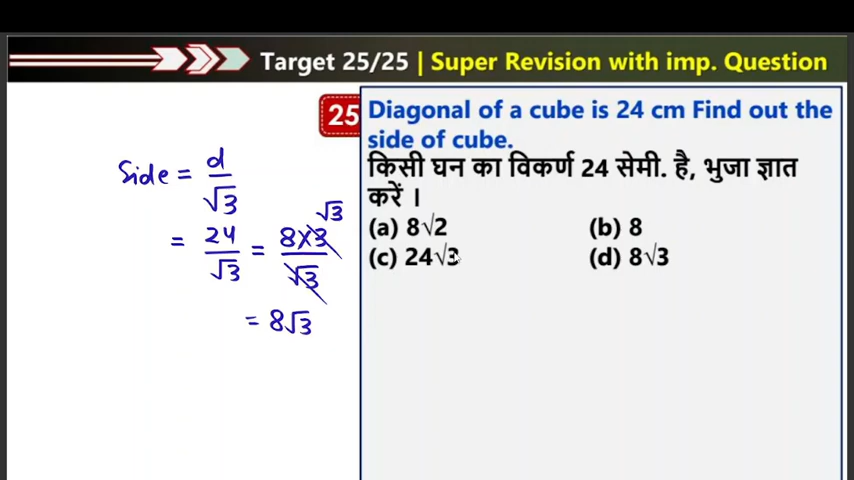 Target 25/25 | Super Revision with imp. Question
25
Diagonal of a cube is 24 cm Find out the
side of cube.
किसी घन का विकर्ण 24 सेमी. है, भुजा ज्ञात
करें ।
(a) 8√2 (b) 8
(c) 24√3 (d) 8√3
Side = d/√3
= 24/√3 = 8×3/√3 √3
= 8√3